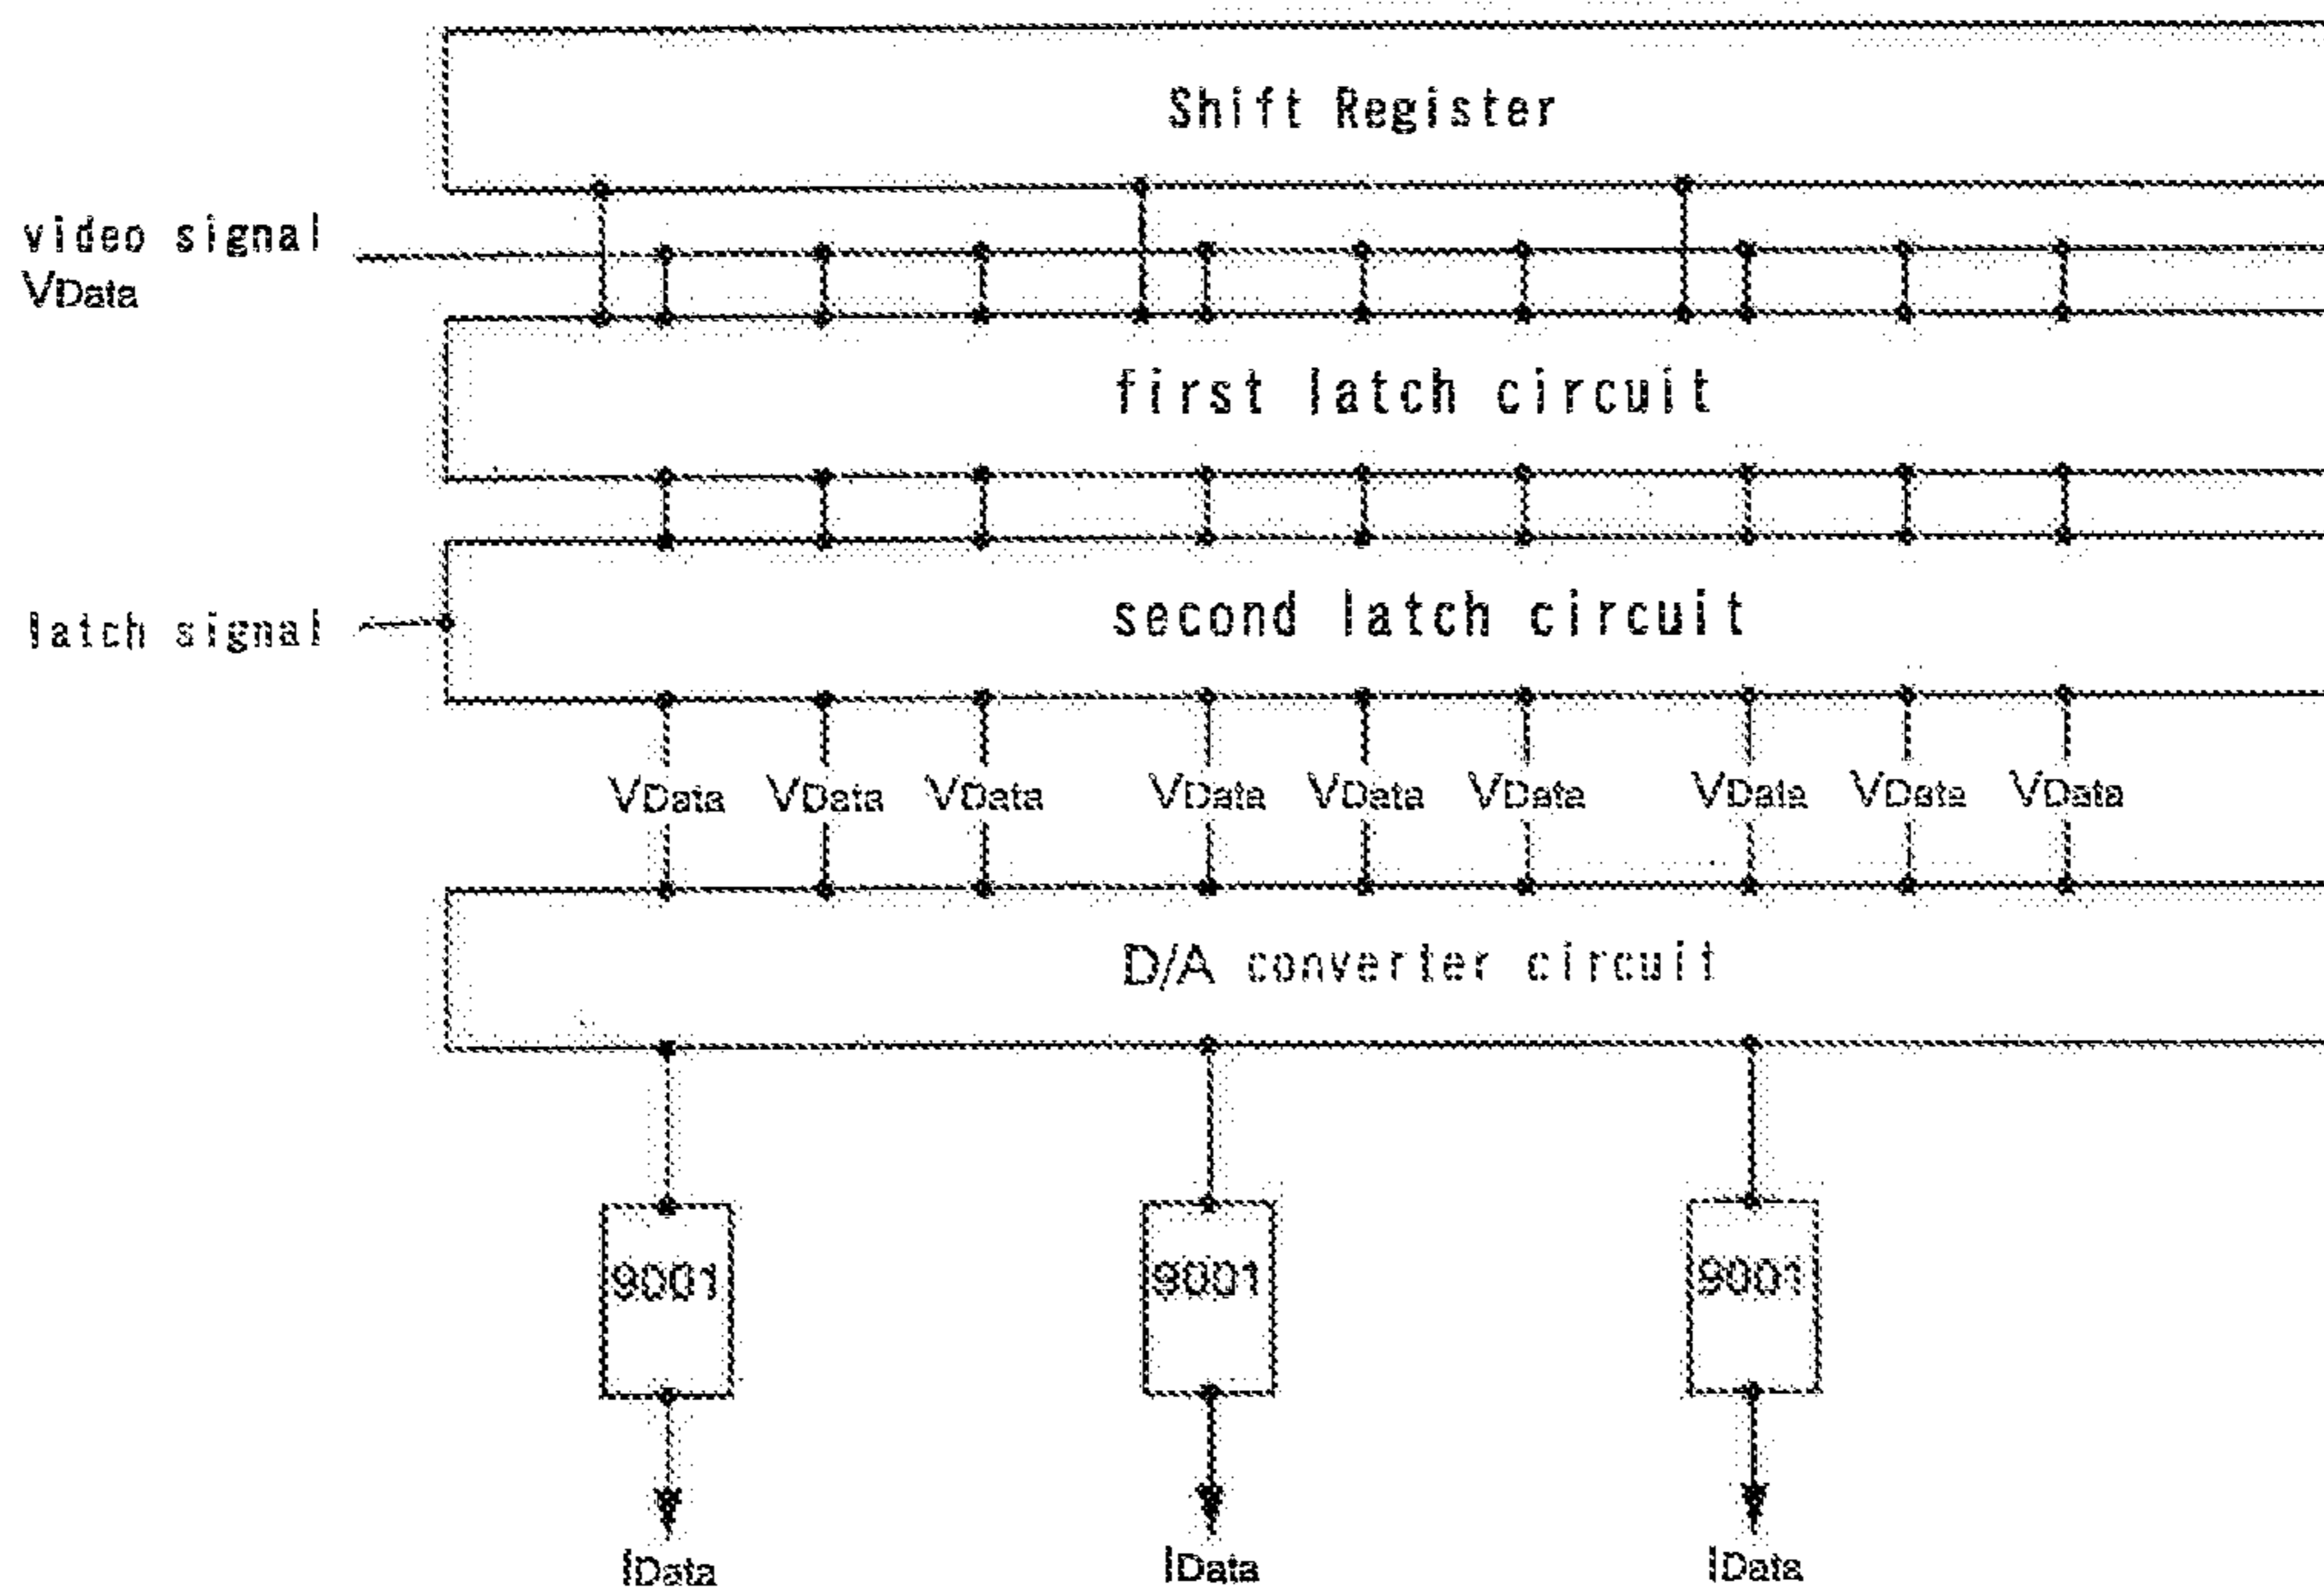 Shift Register
video signal
VData
first latch circuit
second latch circuit
latch signal
VData VData VData VData VData VData VData VData VData
D/A converter circuit
9001 9001 9001
IData IData IData